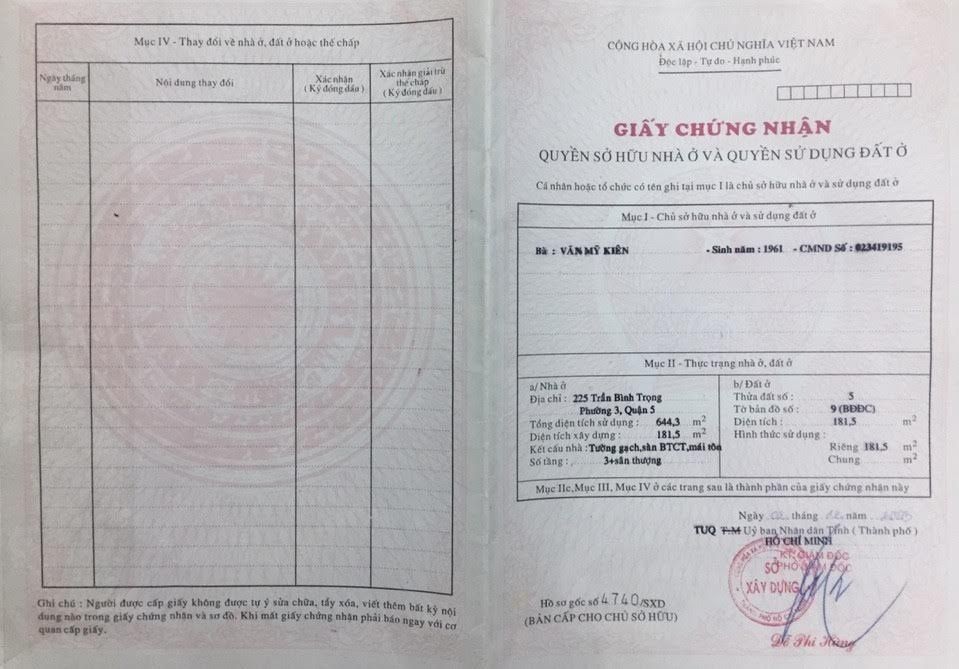 Mục IV - Thay đổi về nhà ở, đất ở hoặc thế chấp
Ngày tháng năm
Nội dung thay đổi
Xác nhận
( Ký đóng dấu )
Xác nhận giải trừ
thế chấp
( Ký đóng dấu )
Ghi chú : Người được cấp giấy không được tự ý sửa chữa, tẩy xóa, viết thêm bất kỳ nội
dung nào trong giấy chứng nhận và sơ đồ. Khi mất giấy chứng nhận phải báo ngay với cơ
quan cấp giấy.
CỘNG HÒA XÃ HỘI CHỦ NGHĨA VIỆT NAM
Độc lập - Tự do - Hạnh phúc
GIẤY CHỨNG NHẬN
QUYỀN SỞ HỮU NHÀ Ở VÀ QUYỀN SỬ DỤNG ĐẤT Ở
Cá nhân hoặc tổ chức có tên ghi tại mục I là chủ sở hữu nhà ở và sử dụng đất ở
Mục I - Chủ sở hữu nhà ở và sử dụng đất ở
Bà : VĂN MỸ KIÊN - Sinh năm : 1961 - CMND Số : 023419195
Mục II - Thực trạng nhà ở, đất ở
a/ Nhà ở
Địa chỉ : 225 Trần Bình Trọng
Phường 3, Quận 5
Tổng diện tích sử dụng : 644,3 m2
Diện tích xây dựng : 181,5 m2
Kết cấu nhà : Tường gạch,sàn BTCT,mái tôn
Số tầng : 3+sân thượng
b/ Đất ở
Thửa đất số : 5
Tờ bản đồ số : 9 (BĐĐC)
Diện tích : 181,5 m2
Hình thức sử dụng :
Riêng 181,5 m2
Chung m2
Mục IIc,Mục III, Mục IV ở các trang sau là thành phần của giấy chứng nhận này
Ngày tháng năm
TUQ T.M Uỷ ban Nhân dân Tỉnh ( Thành phố )
HỒ CHÍ MINH
KT. GIÁM ĐỐC
PHÓ GIÁM ĐỐC
SỞ
XÂY DỰNG
Hồ sơ gốc số 4740/SXD
(BẢN CẤP CHO CHỦ SỞ HỮU)
Đỗ Phi Hùng